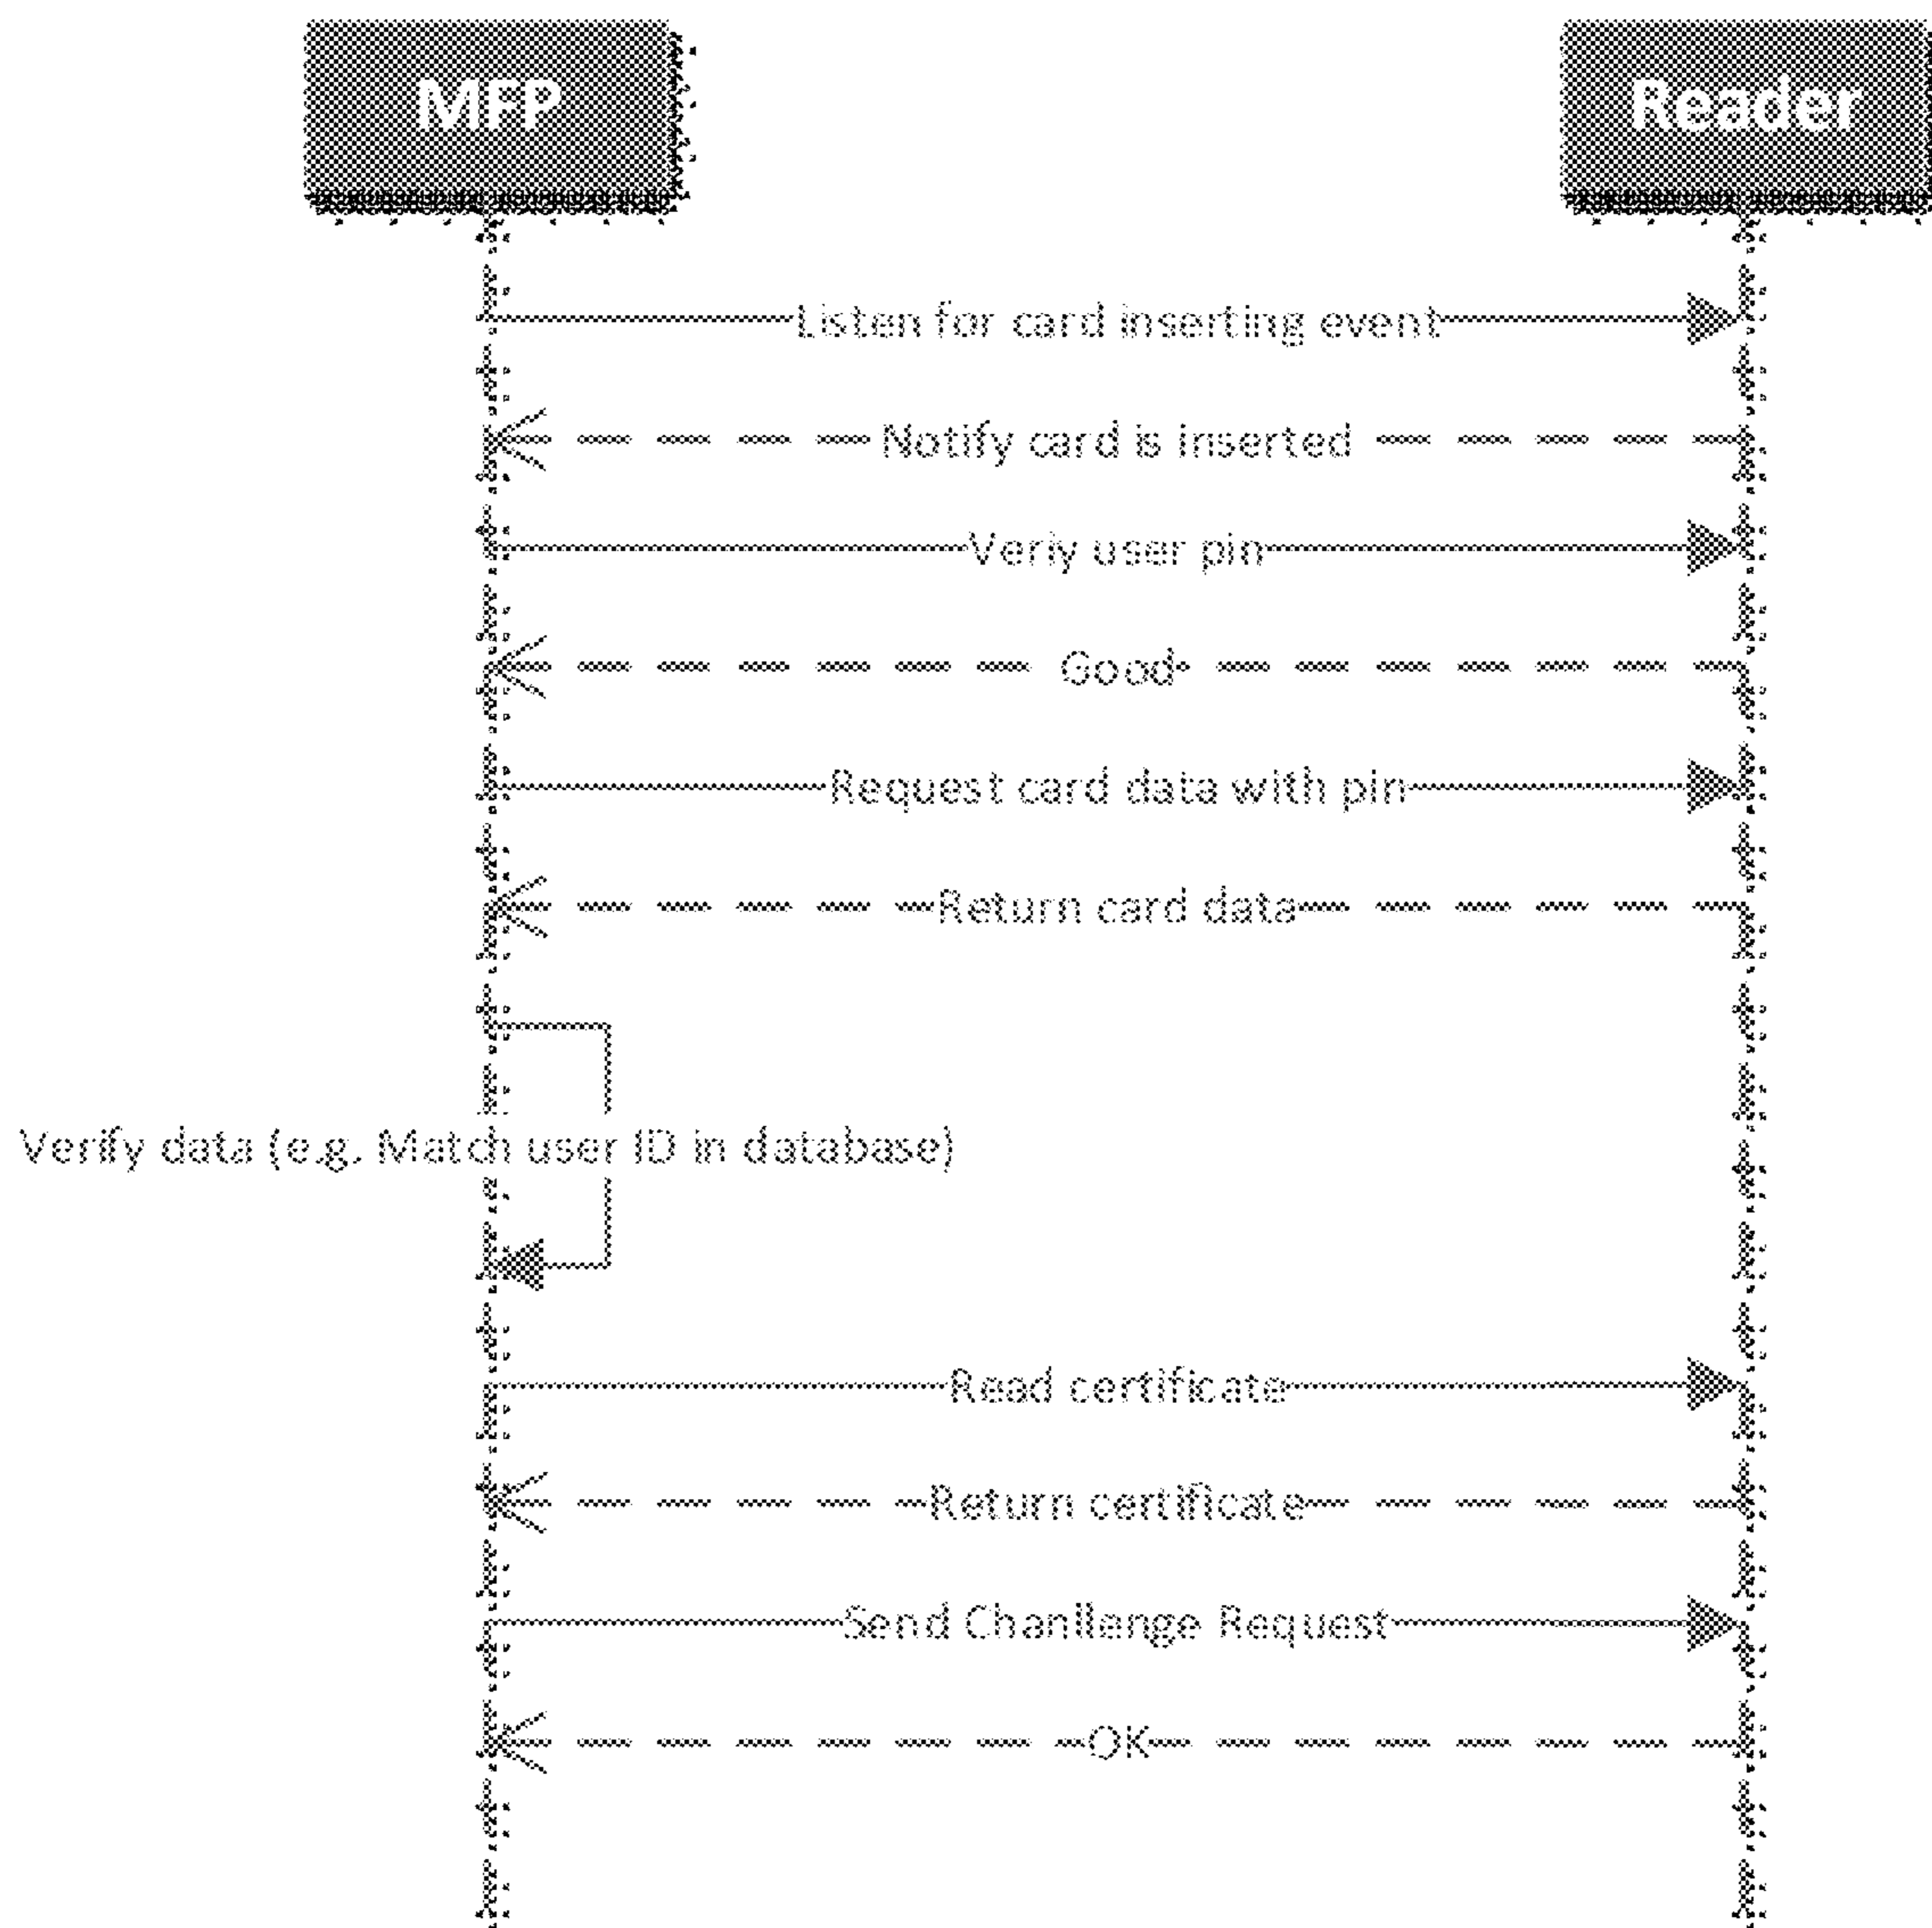 MFP
Reader
Listen for card inserting event
Notify card is inserted
Veriy user pin
Good
Request card data with pin
Return card data
Verify data (e.g. Match user ID in database)
Read certificate
Return certificate
Send Chanllenge Request
OK